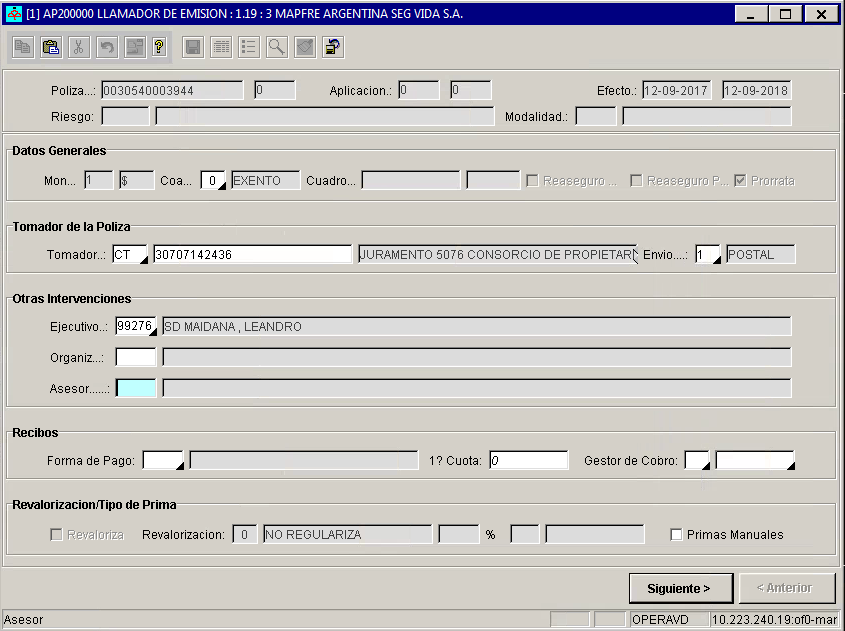 [1] AP200000 LLAMADOR DE EMISION : 1.19 : 3 MAPFRE ARGENTINA SEG VIDA S.A.
Poliza...: 0030540003944 0 Aplicacion.: 0 0 Efecto.: 12-09-2017 12-09-2018
Riesgo: Modalidad.:
Datos Generales
Mon... 1 $ Coa... 0 EXENTO Cuadro... Reaseguro ... Reaseguro P... Prorrata
Tomador de la Poliza
Tomador..: CT 30707142436 JURAMENTO 5076 CONSORCIO DE PROPIETAR Envio....: 1 POSTAL
Otras Intervenciones
Ejecutivo..: 99276 SD MAIDANA , LEANDRO
Organiz...:
Asesor......:
Recibos
Forma de Pago: 1? Cuota: 0 Gestor de Cobro:
Revalorizacion/Tipo de Prima
Revaloriza Revalorizacion: 0 NO REGULARIZA % Primas Manuales
Siguiente > < Anterior
Asesor OPERAVD 10.223.240.19:of0-mar